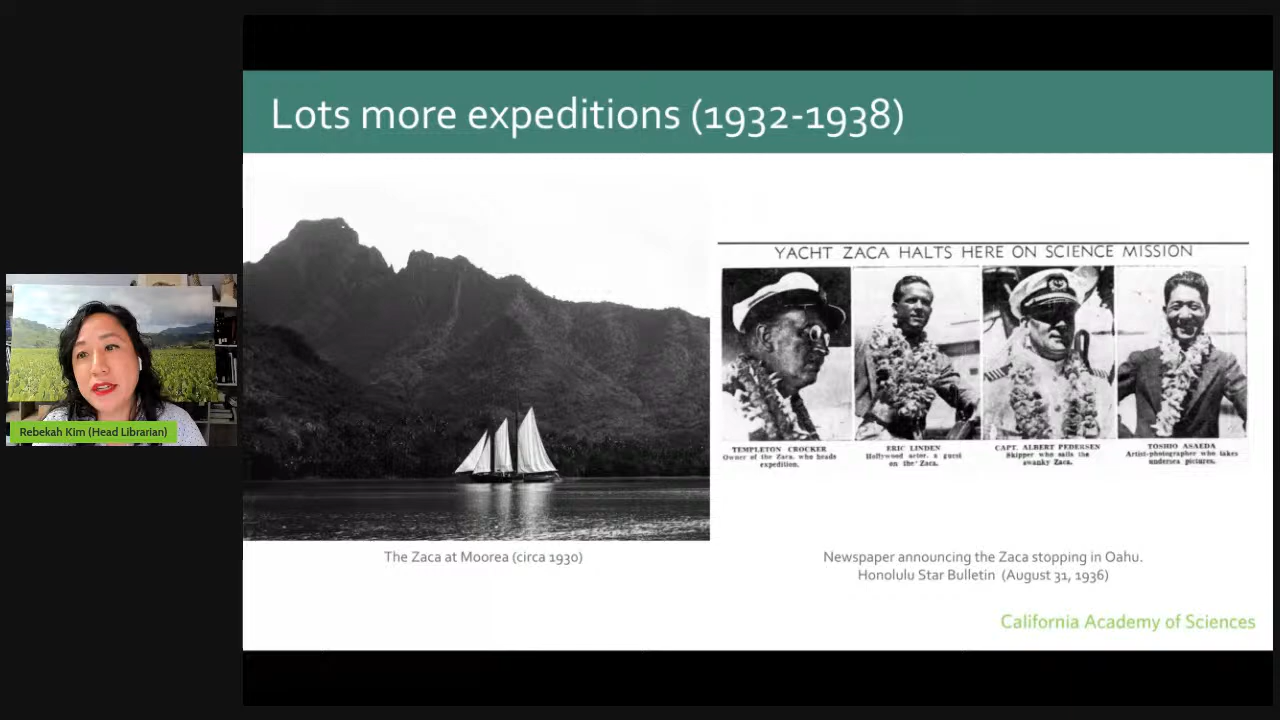 Lots more expeditions (1932-1938)
YACHT ZACA HALTS HERE ON SCIENCE MISSION
TEMPLETON CROCKER
Owner of the Zaca, who heads
expedition.
ERIC LINDEN
Hollywood actor, a guest
on the Zaca.
CAPT. ALBERT PEDERSEN
Skipper who sails the
swanky Zaca.
TOSHIO ASAEDA
Artist-photographer who takes
undersea pictures.
Rebekah Kim (Head Librarian)
The Zaca at Moorea (circa 1930)
Newspaper announcing the Zaca stopping in Oahu.
Honolulu Star Bulletin (August 31, 1936)
California Academy of Sciences